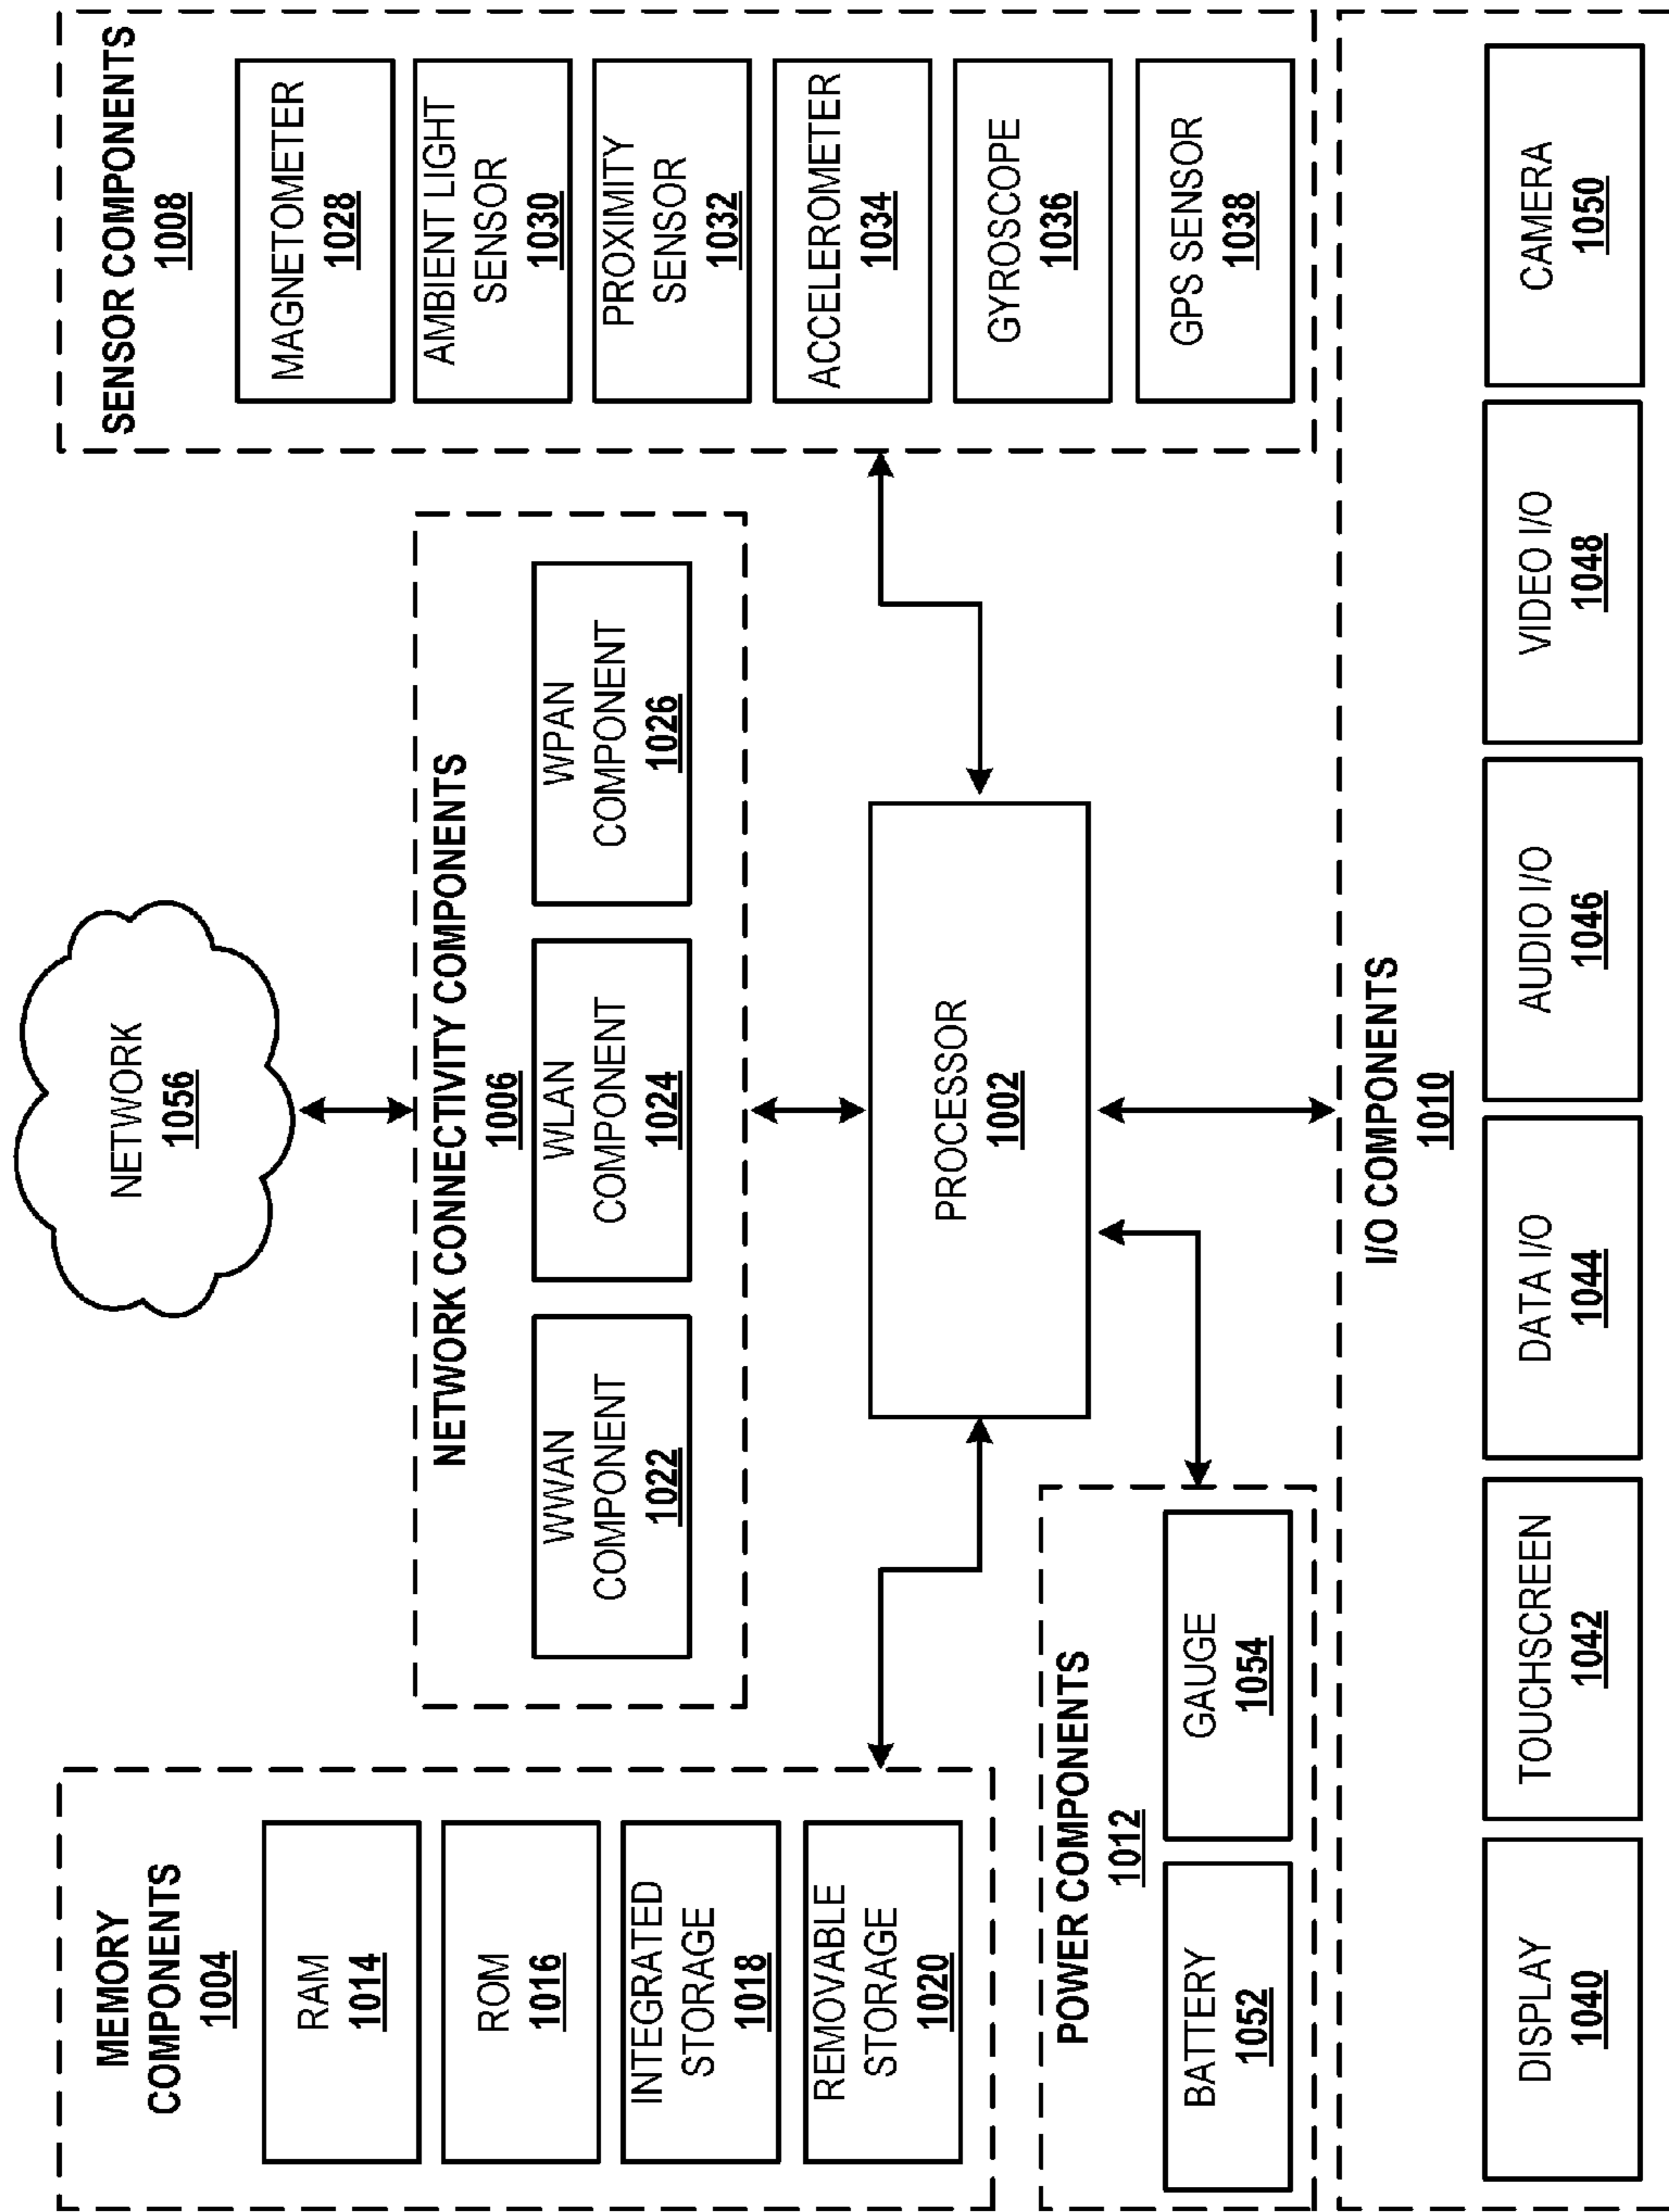 NETWORK
1056
MEMORY
COMPONENTS
1004
RAM
1014
ROM
1016
INTEGRATED
STORAGE
1018
REMOVABLE
STORAGE
1020
NETWORK CONNECTIVITY COMPONENTS
1006
WWAN
COMPONENT
1022
WLAN
COMPONENT
1024
WPAN
COMPONENT
1026
SENSOR COMPONENTS
1008
MAGNETOMETER
1028
AMBIENT LIGHT
SENSOR
1030
PROXIMITY
SENSOR
1032
ACCELEROMETER
1034
GYROSCOPE
1036
GPS SENSOR
1038
PROCESSOR
1002
POWER COMPONENTS
1012
BATTERY
1052
GAUGE
1054
I/O COMPONENTS
1010
DISPLAY
1040
TOUCHSCREEN
1042
DATA I/O
1044
AUDIO I/O
1046
VIDEO I/O
1048
CAMERA
1050